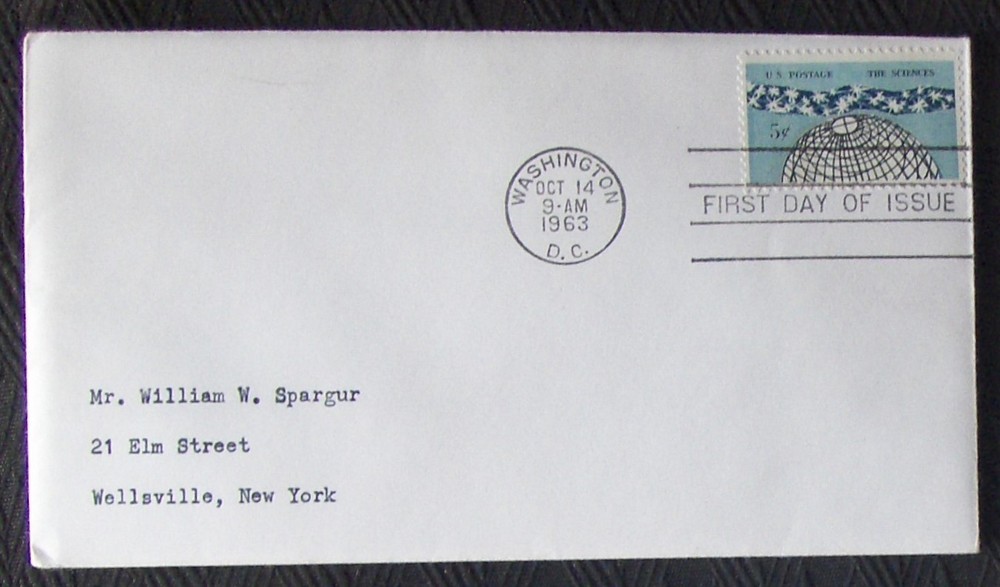 U.S. POSTAGE THE SCIENCES
5¢
WASHINGTON
OCT 14
9-AM
1963
D.C.
FIRST DAY OF ISSUE
Mr. William W. Spargur
21 Elm Street
Wellsville, New York